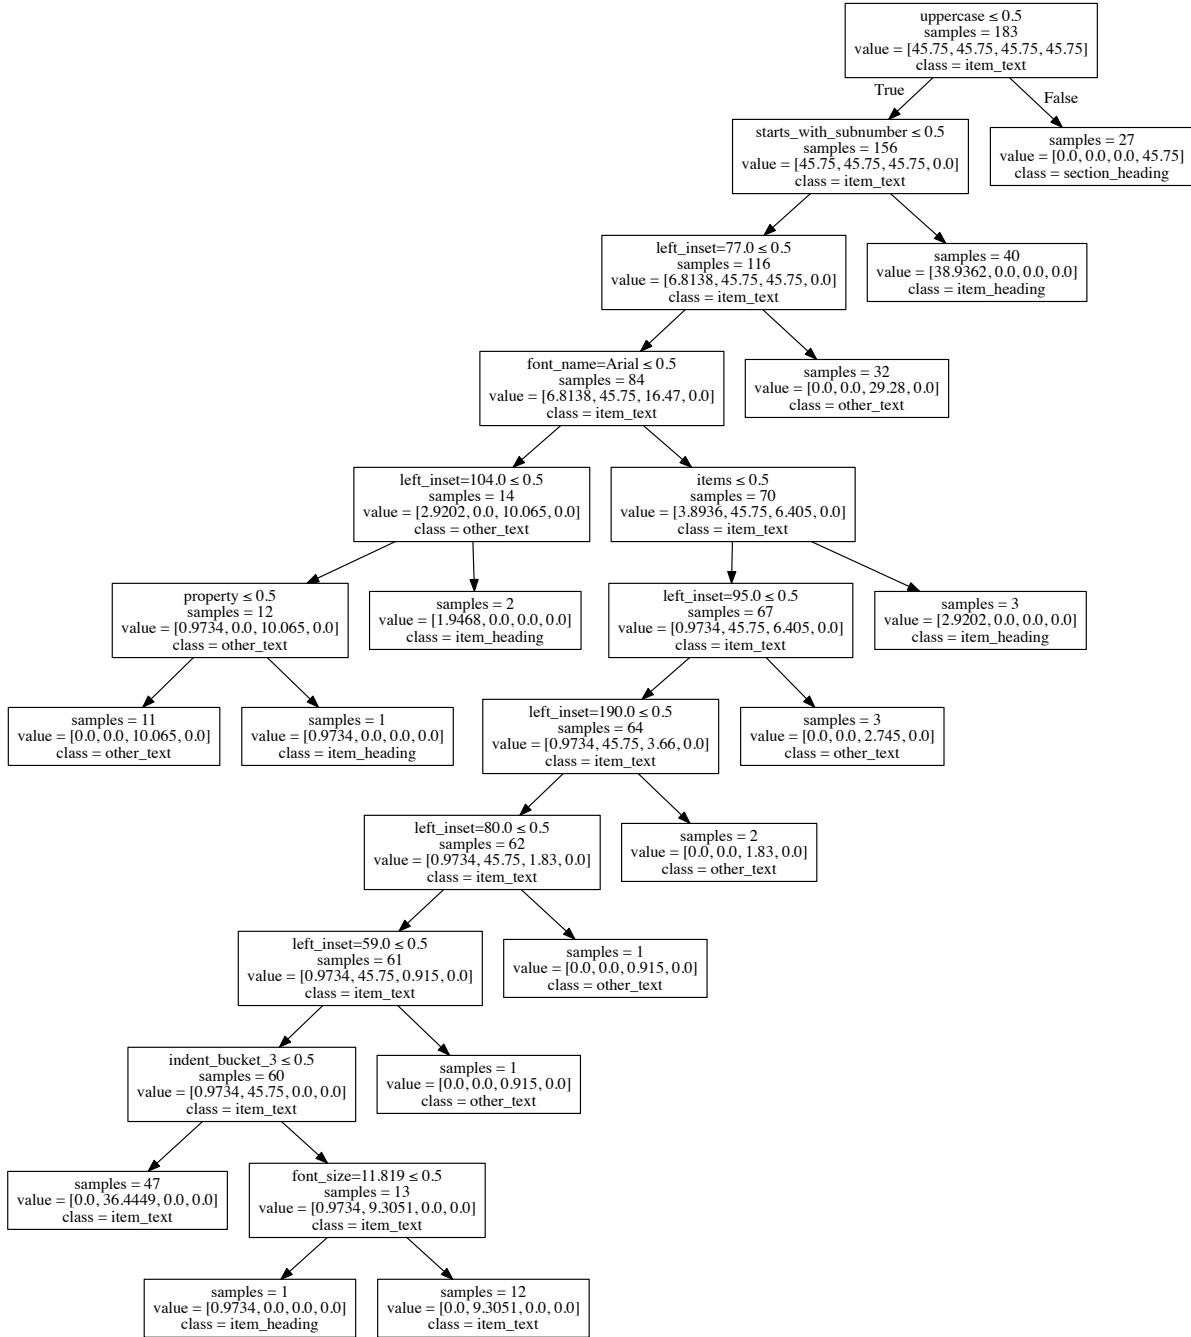 uppercase ≤ 0.5
samples = 183
value = [45.75, 45.75, 45.75, 45.75]
class = item_text
True
False
starts_with_subnumber ≤ 0.5
samples = 156
value = [45.75, 45.75, 45.75, 0.0]
class = item_text
samples = 27
value = [0.0, 0.0, 0.0, 45.75]
class = section_heading
left_inset=77.0 ≤ 0.5
samples = 116
value = [6.8138, 45.75, 45.75, 0.0]
class = item_text
samples = 40
value = [38.9362, 0.0, 0.0, 0.0]
class = item_heading
font_name=Arial ≤ 0.5
samples = 84
value = [6.8138, 45.75, 16.47, 0.0]
class = item_text
samples = 32
value = [0.0, 0.0, 29.28, 0.0]
class = other_text
left_inset=104.0 ≤ 0.5
samples = 14
value = [2.9202, 0.0, 10.065, 0.0]
class = other_text
items ≤ 0.5
samples = 70
value = [3.8936, 45.75, 6.405, 0.0]
class = item_text
property ≤ 0.5
samples = 12
value = [0.9734, 0.0, 10.065, 0.0]
class = other_text
samples = 2
value = [1.9468, 0.0, 0.0, 0.0]
class = item_heading
left_inset=95.0 ≤ 0.5
samples = 67
value = [0.9734, 45.75, 6.405, 0.0]
class = item_text
samples = 3
value = [2.9202, 0.0, 0.0, 0.0]
class = item_heading
samples = 11
value = [0.0, 0.0, 10.065, 0.0]
class = other_text
samples = 1
value = [0.9734, 0.0, 0.0, 0.0]
class = item_heading
left_inset=190.0 ≤ 0.5
samples = 64
value = [0.9734, 45.75, 3.66, 0.0]
class = item_text
samples = 3
value = [0.0, 0.0, 2.745, 0.0]
class = other_text
left_inset=80.0 ≤ 0.5
samples = 62
value = [0.9734, 45.75, 1.83, 0.0]
class = item_text
samples = 2
value = [0.0, 0.0, 1.83, 0.0]
class = other_text
left_inset=59.0 ≤ 0.5
samples = 61
value = [0.9734, 45.75, 0.915, 0.0]
class = item_text
samples = 1
value = [0.0, 0.0, 0.915, 0.0]
class = other_text
indent_bucket_3 ≤ 0.5
samples = 60
value = [0.9734, 45.75, 0.0, 0.0]
class = item_text
samples = 1
value = [0.0, 0.0, 0.915, 0.0]
class = other_text
samples = 47
value = [0.0, 36.4449, 0.0, 0.0]
class = item_text
font_size=11.819 ≤ 0.5
samples = 13
value = [0.9734, 9.3051, 0.0, 0.0]
class = item_text
samples = 1
value = [0.9734, 0.0, 0.0, 0.0]
class = item_heading
samples = 12
value = [0.0, 9.3051, 0.0, 0.0]
class = item_text